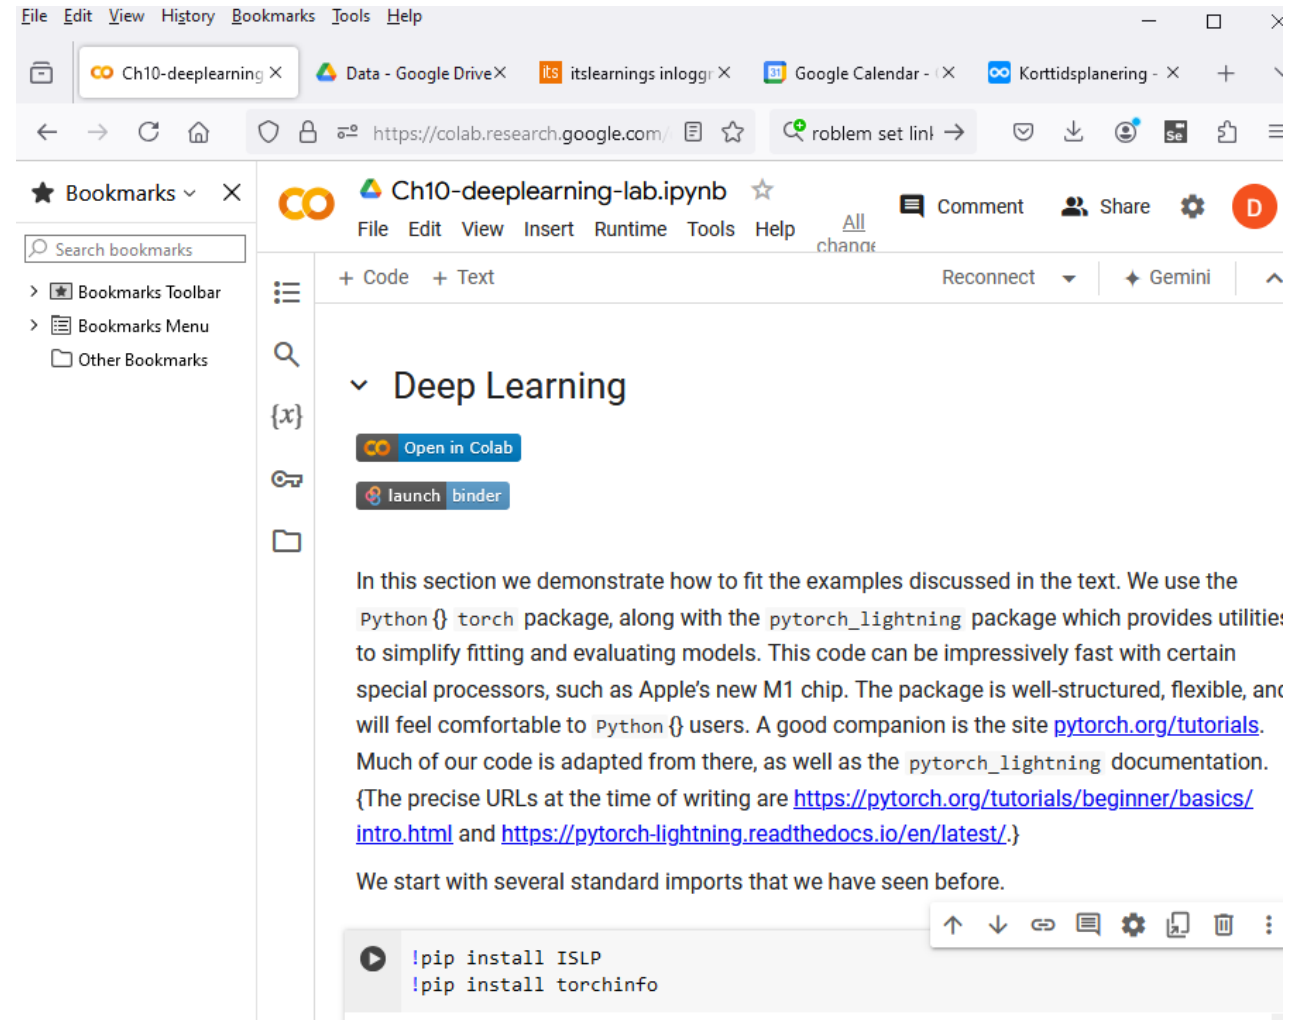 File Edit View History Bookmarks Tools Help
Ch10-deeplearning
Data - Google Drive
its itslearnings inloggr
31 Google Calendar -
Korttidsplanering -
https://colab.research.google.com/
roblem set link
Se
Bookmarks
Search bookmarks
Bookmarks Toolbar
Bookmarks Menu
Other Bookmarks
CO Ch10-deeplearning-lab.ipynb
File Edit View Insert Runtime Tools Help
All
change
Comment Share D
+ Code + Text
Reconnect Gemini
{x}
Deep Learning
Open in Colab
launch binder
In this section we demonstrate how to fit the examples discussed in the text. We use the
Python {} torch package, along with the pytorch_lightning package which provides utilities
to simplify fitting and evaluating models. This code can be impressively fast with certain
special processors, such as Apple’s new M1 chip. The package is well-structured, flexible, and
will feel comfortable to Python {} users. A good companion is the site pytorch.org/tutorials.
Much of our code is adapted from there, as well as the pytorch_lightning documentation.
{The precise URLs at the time of writing are https://pytorch.org/tutorials/beginner/basics/
intro.html and https://pytorch-lightning.readthedocs.io/en/latest/.}
We start with several standard imports that we have seen before.
!pip install ISLP
!pip install torchinfo